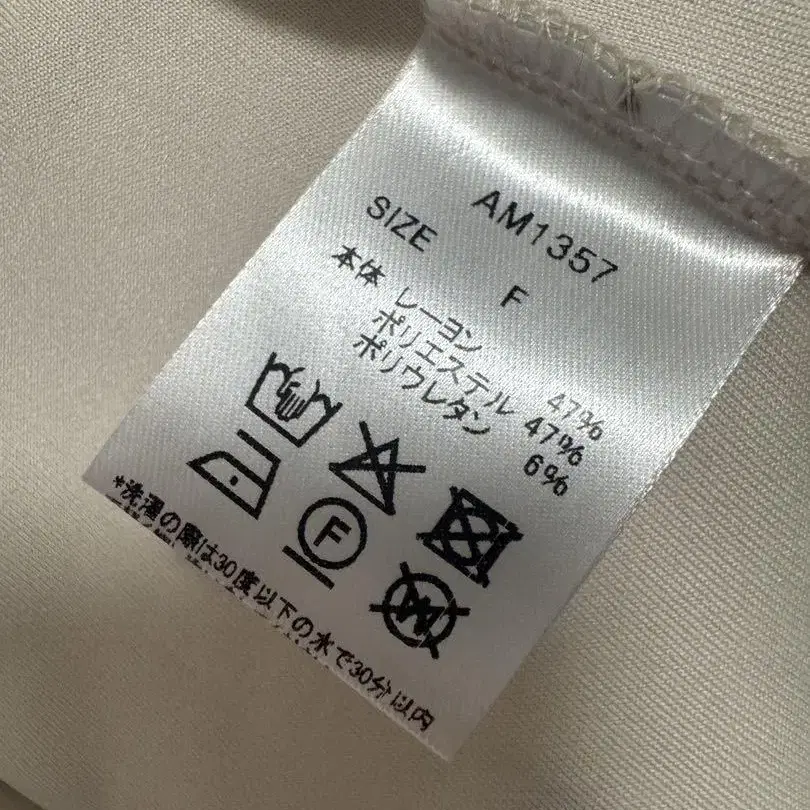 AM1357
SIZE F
本体 レーヨン 47%
ポリエステル 47%
ポリウレタン 6%
F
W
*洗濯の際は30度以下の水で30分以内